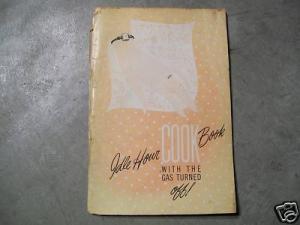 Idle Hour COOK Book
WITH THE
GAS TURNED
off!